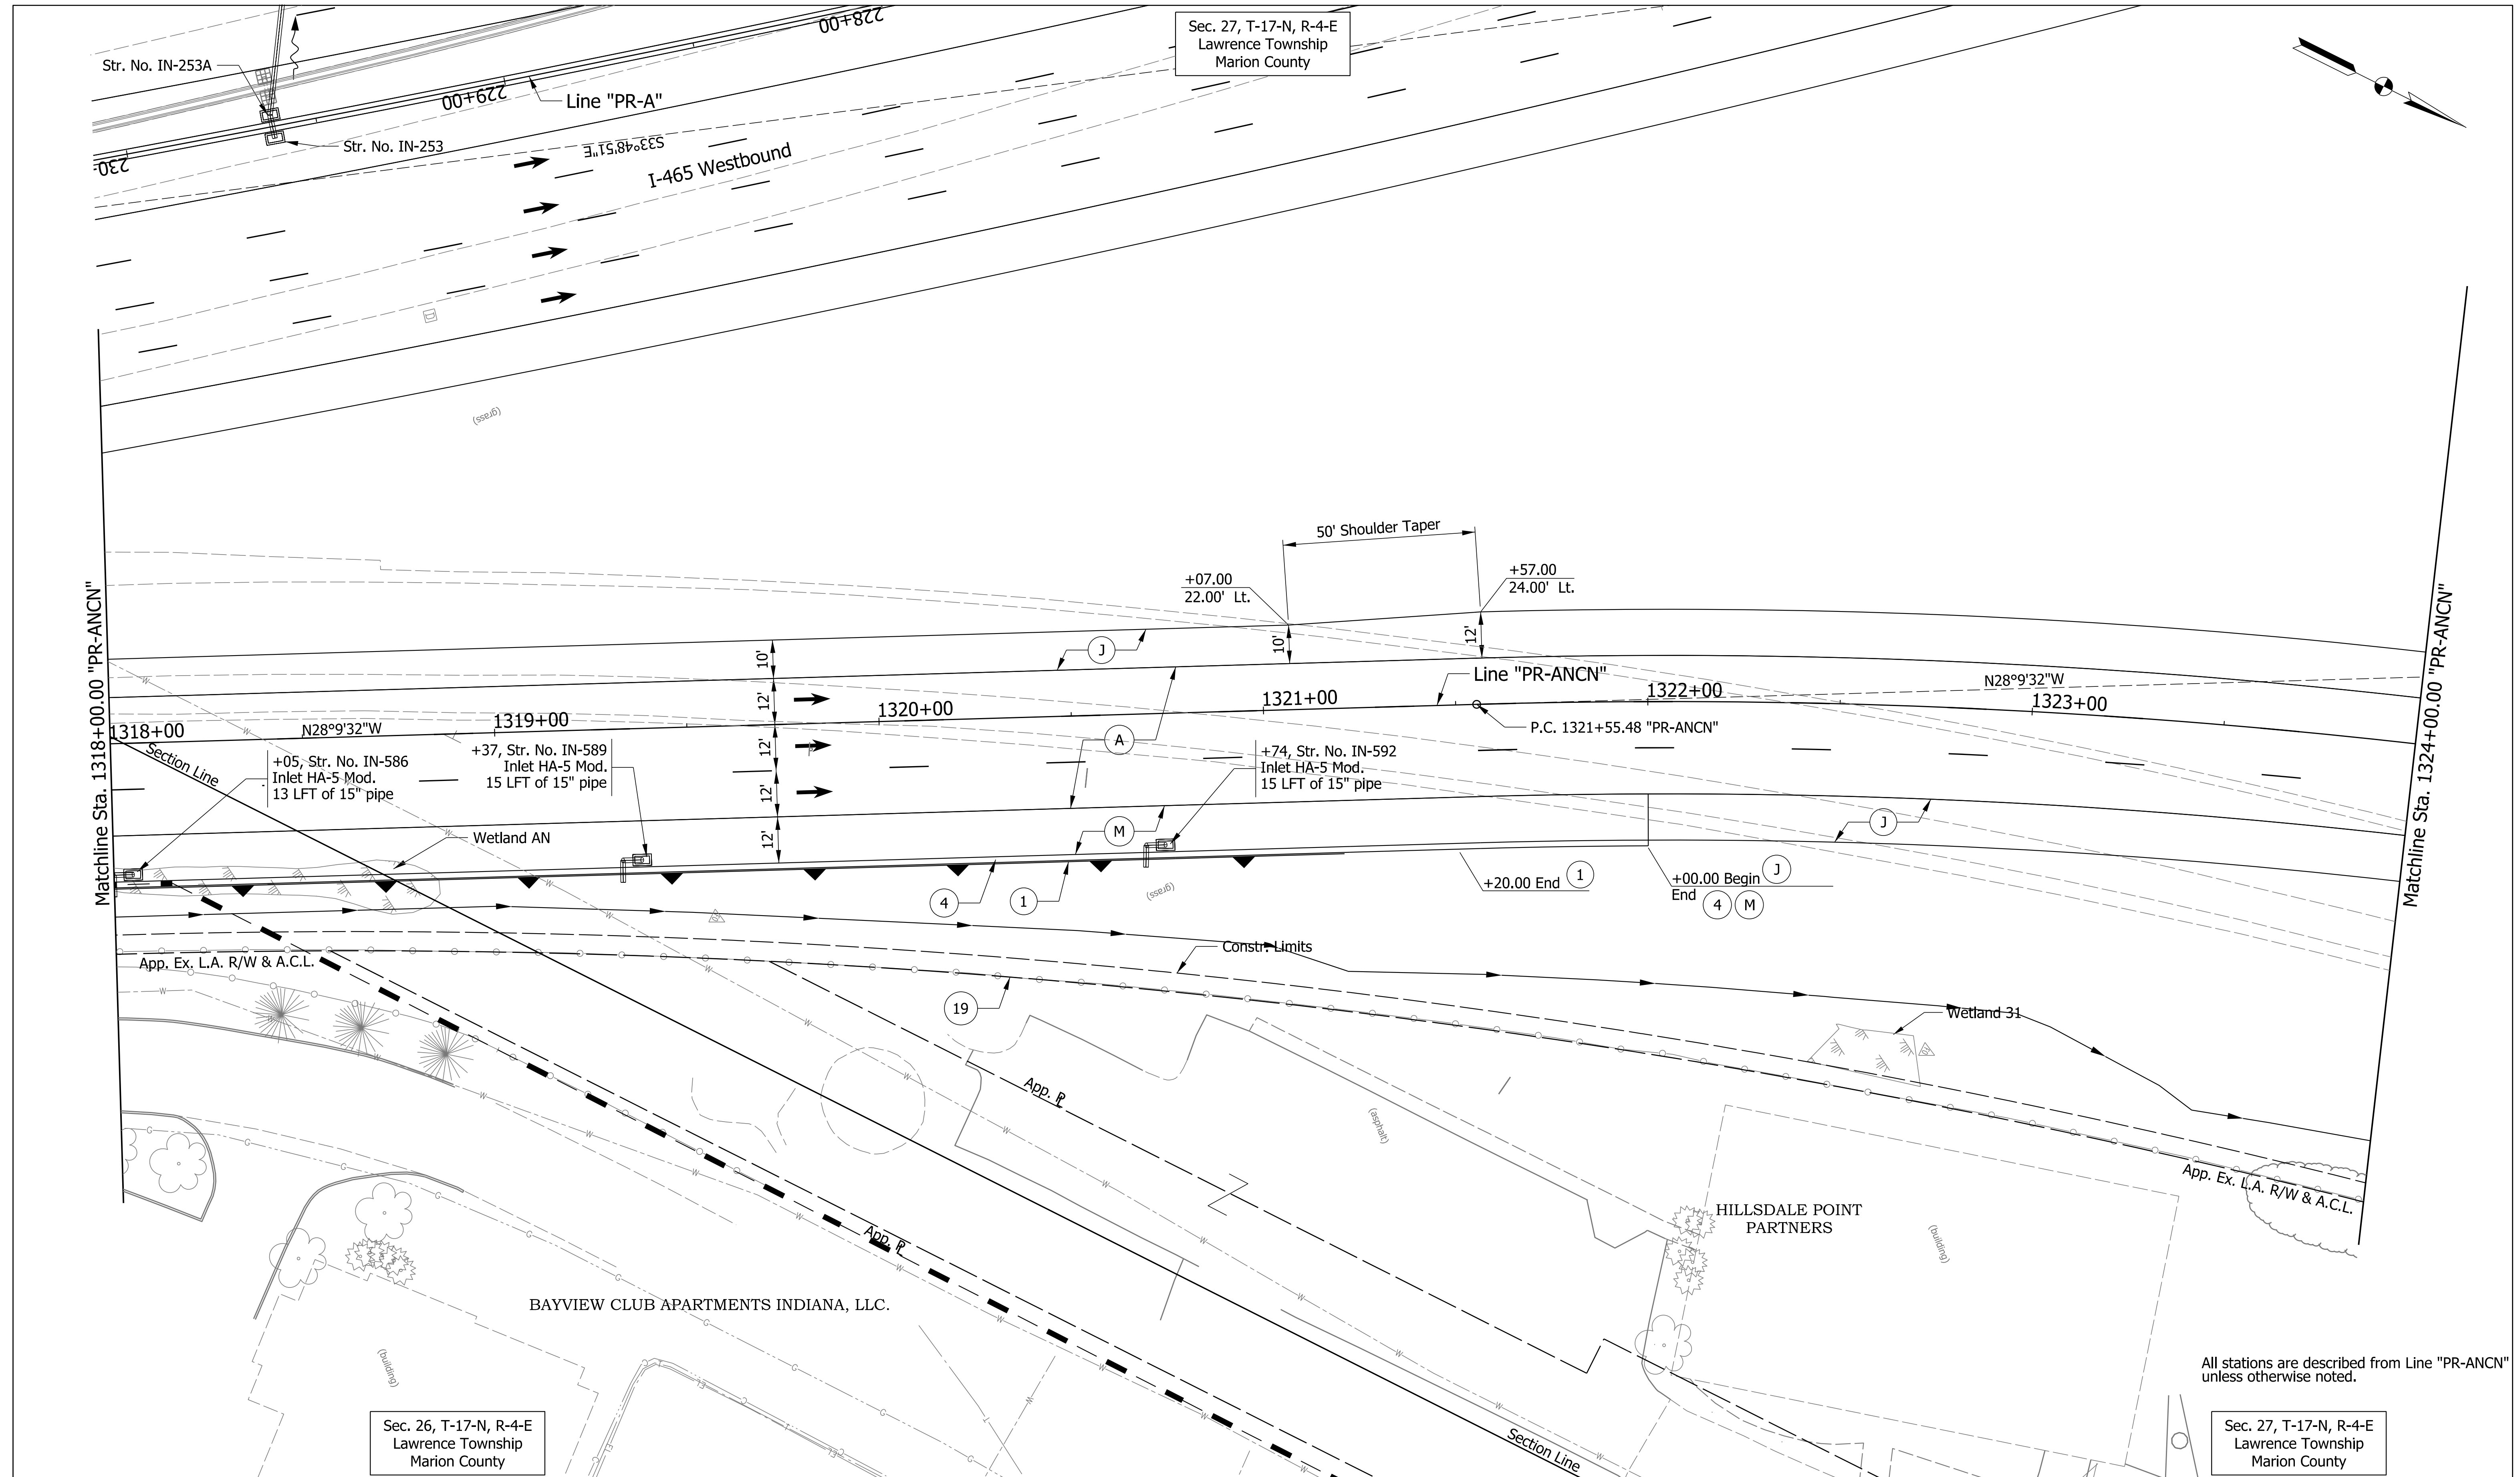 228+00
Sec. 27, T-17-N, R-4-E
Lawrence Township
Marion County
Str. No. IN-253A
229+00
Line "PR-A"
Str. No. IN-253
230+
S33°48'51"E
I-465 Westbound
(grass)
50' Shoulder Taper
+07.00
22.00' Lt.
+57.00
24.00' Lt.
Matchline Sta. 1318+00.00 "PR-ANCN"
Matchline Sta. 1324+00.00 "PR-ANCN"
10'
J
10'
12'
12'
Line "PR-ANCN"
N28°9'32"W
1318+00
N28°9'32"W
1319+00
1320+00
1321+00
1322+00
1323+00
P.C. 1321+55.48 "PR-ANCN"
Section Line
12'
A
+05, Str. No. IN-586
Inlet HA-5 Mod.
13 LFT of 15" pipe
+37, Str. No. IN-589
Inlet HA-5 Mod.
15 LFT of 15" pipe
+74, Str. No. IN-592
Inlet HA-5 Mod.
15 LFT of 15" pipe
12'
12'
M
J
Wetland AN
4
1
(grass)
+20.00 End 1
+00.00 Begin J
End 4 M
Constr. Limits
App. Ex. L.A. R/W & A.C.L.
19
Wetland 31
App. PL
(asphalt)
App. Ex. L.A. R/W & A.C.L.
HILLSDALE POINT
PARTNERS
(building)
App. PL
BAYVIEW CLUB APARTMENTS INDIANA, LLC.
(building)
All stations are described from Line "PR-ANCN"
unless otherwise noted.
Sec. 26, T-17-N, R-4-E
Lawrence Township
Marion County
Section Line
Sec. 27, T-17-N, R-4-E
Lawrence Township
Marion County